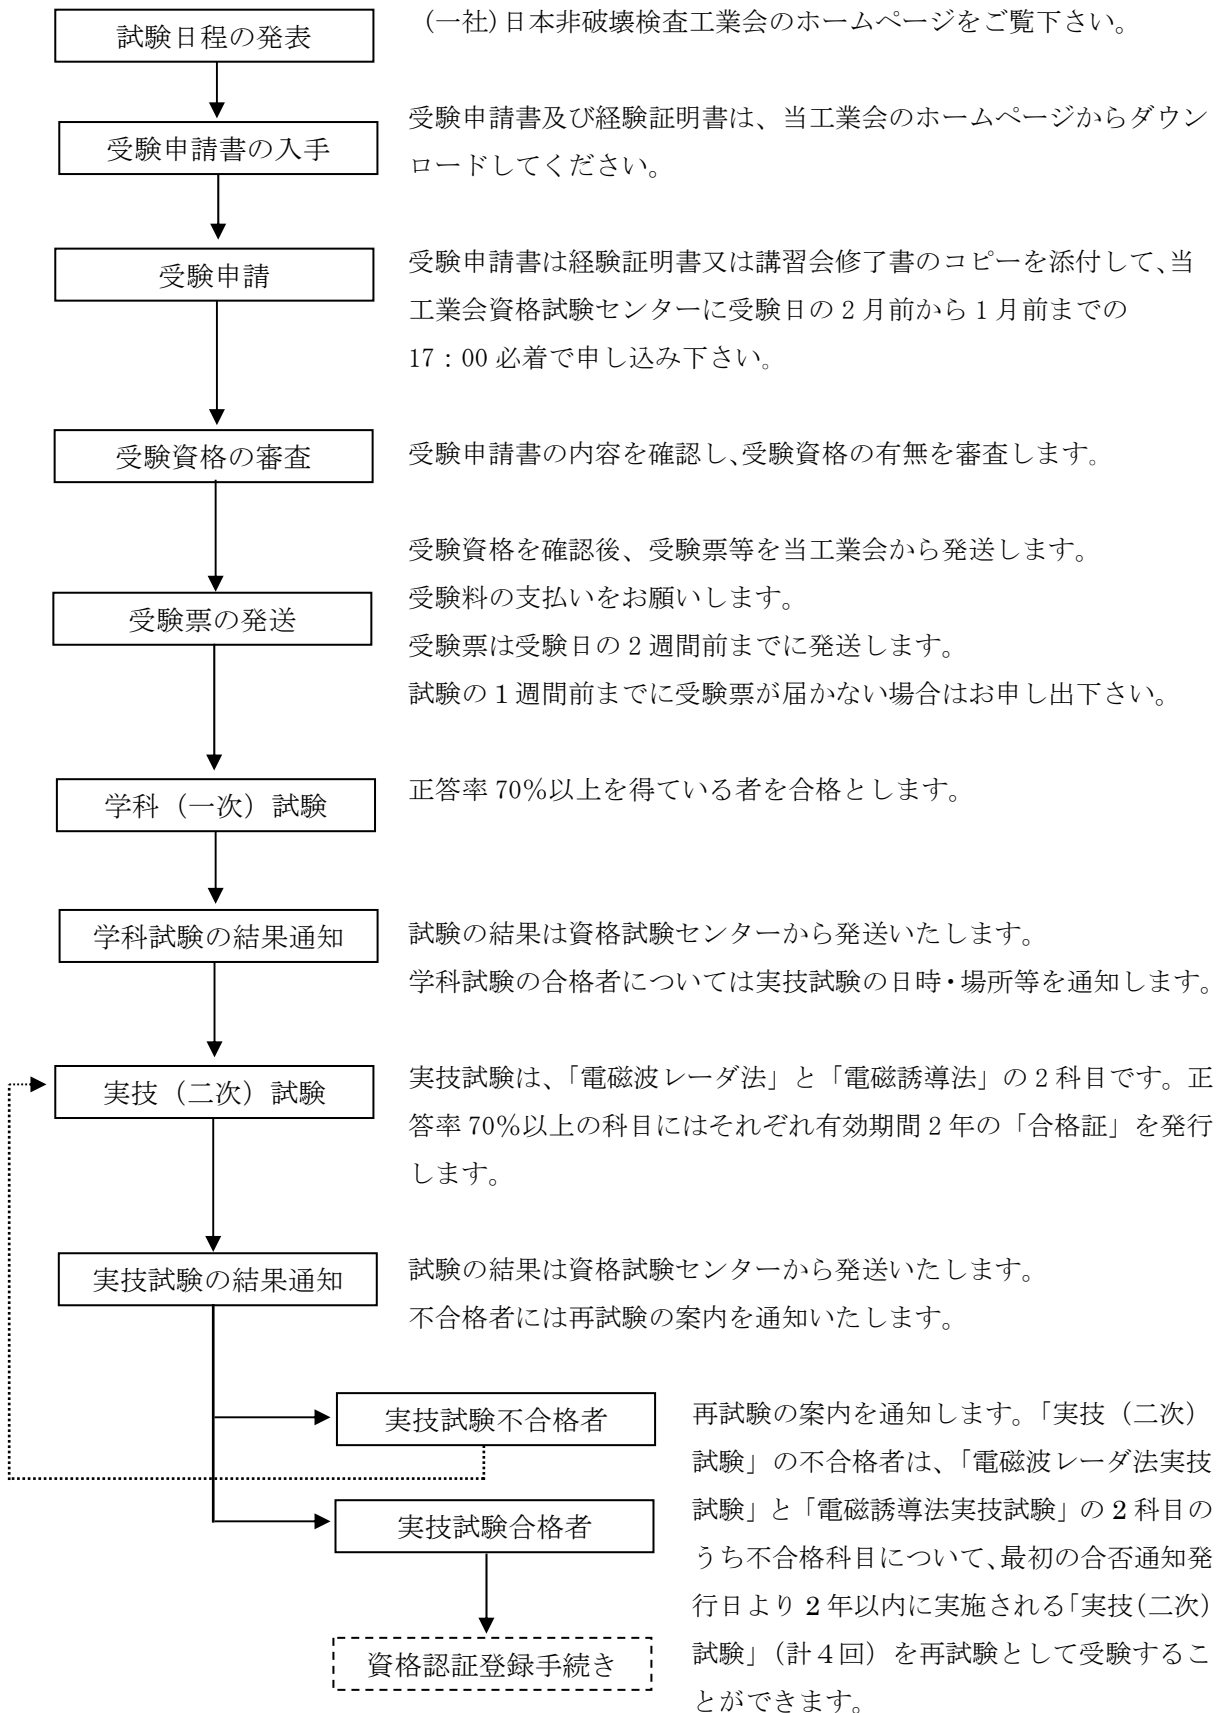 試験日程の発表
(一社)日本非破壊検査工業会のホームページをご覧下さい。
受験申請書の入手
受験申請書及び経験証明書は、当工業会のホームページからダウン
ロードしてください。
受験申請
受験申請書は経験証明書又は講習会修了書のコピーを添付して、当
工業会資格試験センターに受験日の2月前から1月前までの
17:00 必着で申し込み下さい。
受験資格の審査
受験申請書の内容を確認し、受験資格の有無を審査します。
受験票の発送
受験資格を確認後、受験票等を当工業会から発送します。
受験料の支払いをお願いします。
受験票は受験日の2週間前までに発送します。
試験の1週間前までに受験票が届かない場合はお申し出下さい。
学科(一次)試験
正答率70%以上を得ている者を合格とします。
学科試験の結果通知
試験の結果は資格試験センターから発送いたします。
学科試験の合格者については実技試験の日時・場所等を通知します。
実技(二次)試験
実技試験は、「電磁波レーダ法」と「電磁誘導法」の2科目です。正
答率70%以上の科目にはそれぞれ有効期間2年の「合格証」を発行
します。
実技試験の結果通知
試験の結果は資格試験センターから発送いたします。
不合格者には再試験の案内を通知いたします。
実技試験不合格者
実技試験合格者
資格認証登録手続き
再試験の案内を通知します。「実技(二次)
試験」の不合格者は、「電磁波レーダ法実技
試験」と「電磁誘導法実技試験」の2科目の
うち不合格科目について、最初の合否通知発
行日より2年以内に実施される「実技(二次)
試験」(計4回)を再試験として受験するこ
とができます。